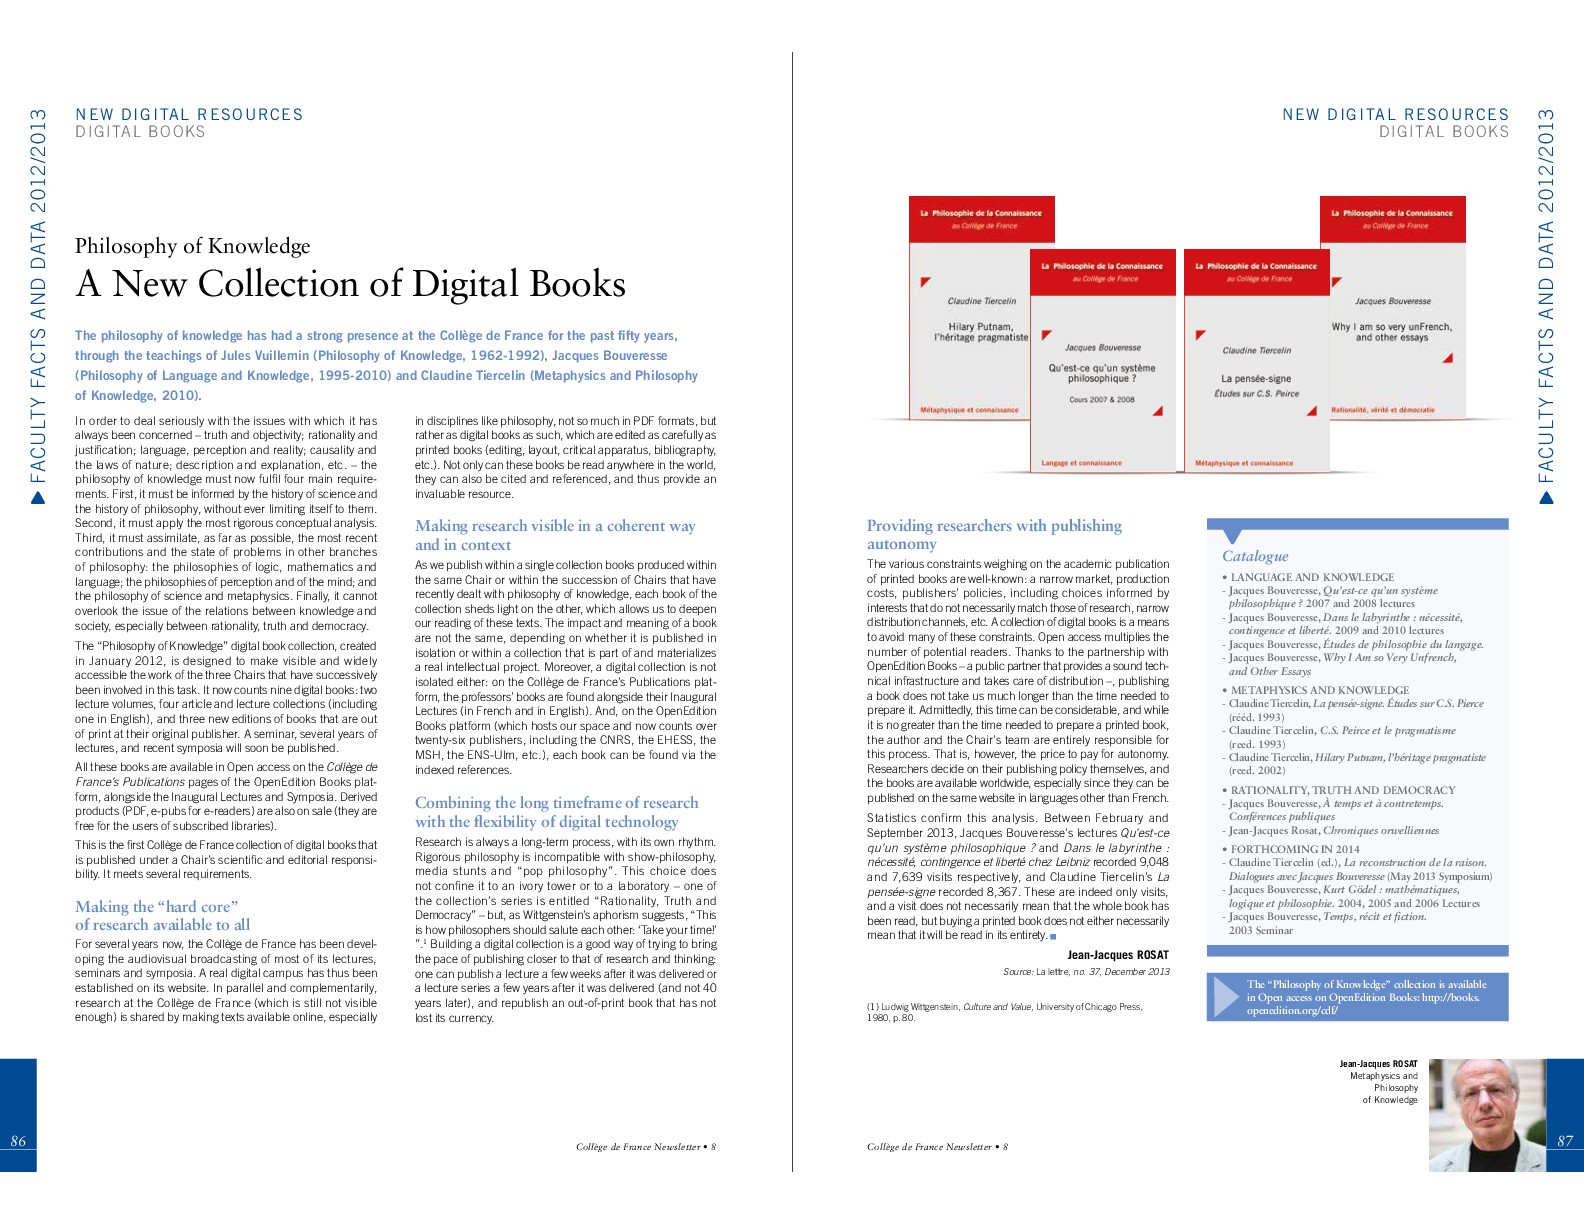 NEW DIGITAL RESOURCES
DIGITAL BOOKS
FACULTY FACTS AND DATA 2012/2013
Philosophy of Knowledge
A New Collection of Digital Books
The philosophy of knowledge has had a strong presence at the Collège de France for the past fifty years,
through the teachings of Jules Vuillemin (Philosophy of Knowledge, 1962-1992), Jacques Bouveresse
(Philosophy of Language and Knowledge, 1995-2010) and Claudine Tiercelin (Metaphysics and Philosophy
of Knowledge, 2010).
In order to deal seriously with the issues with which it has
always been concerned – truth and objectivity; rationality and
justification; language, perception and reality; causality and
the laws of nature; description and explanation, etc. – the
philosophy of knowledge must now fulfil four main require-
ments. First, it must be informed by the history of science and
the history of philosophy, without ever limiting itself to them.
Second, it must apply the most rigorous conceptual analysis.
Third, it must assimilate, as far as possible, the most recent
contributions and the state of problems in other branches
of philosophy: the philosophies of logic, mathematics and
language; the philosophies of perception and of the mind; and
the philosophy of science and metaphysics. Finally, it cannot
overlook the issue of the relations between knowledge and
society, especially between rationality, truth and democracy.
The “Philosophy of Knowledge” digital book collection, created
in January 2012, is designed to make visible and widely
accessible the work of the three Chairs that have successively
been involved in this task. It now counts nine digital books: two
lecture volumes, four article and lecture collections (including
one in English), and three new editions of books that are out
of print at their original publisher. A seminar, several years of
lectures, and recent symposia will soon be published.
All these books are available in Open access on the Collège de
France’s Publications pages of the OpenEdition Books plat-
form, alongside the Inaugural Lectures and Symposia. Derived
products (PDF, e-pubs for e-readers) are also on sale (they are
free for the users of subscribed libraries).
This is the first Collège de France collection of digital books that
is published under a Chair’s scientific and editorial responsi-
bility. It meets several requirements.
Making the “hard core”
of research available to all
For several years now, the Collège de France has been devel-
oping the audiovisual broadcasting of most of its lectures,
seminars and symposia. A real digital campus has thus been
established on its website. In parallel and complementarily,
research at the Collège de France (which is still not visible
enough) is shared by making texts available online, especially
in disciplines like philosophy, not so much in PDF formats, but
rather as digital books as such, which are edited as carefully as
printed books (editing, layout, critical apparatus, bibliography,
etc.). Not only can these books be read anywhere in the world,
they can also be cited and referenced, and thus provide an
invaluable resource.
Making research visible in a coherent way
and in context
As we publish within a single collection books produced within
the same Chair or within the succession of Chairs that have
recently dealt with philosophy of knowledge, each book of the
collection sheds light on the other, which allows us to deepen
our reading of these texts. The impact and meaning of a book
are not the same, depending on whether it is published in
isolation or within a collection that is part of and materializes
a real intellectual project. Moreover, a digital collection is not
isolated either: on the Collège de France’s Publications plat-
form, the professors’ books are found alongside their Inaugural
Lectures (in French and in English). And, on the OpenEdition
Books platform (which hosts our space and now counts over
twenty-six publishers, including the CNRS, the EHESS, the
MSH, the ENS-Ulm, etc.), each book can be found via the
indexed references.
Combining the long timeframe of research
with the flexibility of digital technology
Research is always a long-term process, with its own rhythm.
Rigorous philosophy is incompatible with show-philosophy,
media stunts and “pop philosophy”. This choice does
not confine it to an ivory tower or to a laboratory – one of
the collection’s series is entitled “Rationality, Truth and
Democracy” – but, as Wittgenstein’s aphorism suggests, “This
is how philosophers should salute each other: ‘Take your time!’
”.1 Building a digital collection is a good way of trying to bring
the pace of publishing closer to that of research and thinking:
one can publish a lecture a few weeks after it was delivered or
a lecture series a few years after it was delivered (and not 40
years later), and republish an out-of-print book that has not
lost its currency.
86
Collège de France Newsletter • 8
NEW DIGITAL RESOURCES
DIGITAL BOOKS
FACULTY FACTS AND DATA 2012/2013
La Philosophie de la Connaissance
au Collège de France
Claudine Tiercelin
Hilary Putnam,
l’héritage pragmatiste
Métaphysique et connaissance
La Philosophie de la Connaissance
au Collège de France
Jacques Bouveresse
Qu’est-ce qu’un système
philosophique ?
Cours 2007 & 2008
Langage et connaissance
La Philosophie de la Connaissance
au Collège de France
Claudine Tiercelin
La pensée-signe
Études sur C.S. Peirce
Métaphysique et connaissance
La Philosophie de la Connaissance
au Collège de France
Jacques Bouveresse
Why I am so very unFrench,
and other essays
Rationalité, vérité et démocratie
Providing researchers with publishing
autonomy
The various constraints weighing on the academic publication
of printed books are well-known: a narrow market, production
costs, publishers’ policies, including choices informed by
interests that do not necessarily match those of research, narrow
distribution channels, etc. A collection of digital books is a means
to avoid many of these constraints. Open access multiplies the
number of potential readers. Thanks to the partnership with
OpenEdition Books – a public partner that provides a sound tech-
nical infrastructure and takes care of distribution –, publishing
a book does not take us much longer than the time needed to
prepare it. Admittedly, this time can be considerable, and while
it is no greater than the time needed to prepare a printed book,
the author and the Chair’s team are entirely responsible for
this process. That is, however, the price to pay for autonomy.
Researchers decide on their publishing policy themselves, and
the books are available worldwide, especially since they can be
published on the same website in languages other than French.
Statistics confirm this analysis. Between February and
September 2013, Jacques Bouveresse’s lectures Qu’est-ce
qu’un système philosophique ? and Dans le labyrinthe :
nécessité, contingence et liberté chez Leibniz recorded 9,048
and 7,639 visits respectively, and Claudine Tiercelin’s La
pensée-signe recorded 8,367. These are indeed only visits,
and a visit does not necessarily mean that the whole book has
been read, but buying a printed book does not either necessarily
mean that it will be read in its entirety.
Jean-Jacques ROSAT
Source: La lettre, no. 37, December 2013
(1) Ludwig Wittgenstein, Culture and Value, University of Chicago Press,
1980, p. 80.
Catalogue
• LANGUAGE AND KNOWLEDGE
- Jacques Bouveresse, Qu’est-ce qu’un système
philosophique ? 2007 and 2008 lectures
- Jacques Bouveresse, Dans le labyrinthe : nécessité,
contingence et liberté. 2009 and 2010 lectures
- Jacques Bouveresse, Études de philosophie du langage.
- Jacques Bouveresse, Why I Am so Very Unfrench,
and Other Essays
• METAPHYSICS AND KNOWLEDGE
- Claudine Tiercelin, La pensée-signe. Études sur C.S. Pierce
(rééd. 1993)
- Claudine Tiercelin, C.S. Peirce et le pragmatisme
(reed. 1993)
- Claudine Tiercelin, Hilary Putnam, l’héritage pragmatiste
(reed. 2002)
• RATIONALITY, TRUTH AND DEMOCRACY
- Jacques Bouveresse, À temps et à contretemps.
Conférences publiques
- Jean-Jacques Rosat, Chroniques orwelliennes
• FORTHCOMING IN 2014
- Claudine Tiercelin (ed.), La reconstruction de la raison.
Dialogues avec Jacques Bouveresse (May 2013 Symposium)
- Jacques Bouveresse, Kurt Gödel : mathématiques,
logique et philosophie. 2004, 2005 and 2006 Lectures
- Jacques Bouveresse, Temps, récit et fiction.
2003 Seminar
The “Philosophy of Knowledge” collection is available
in Open access on OpenEdition Books: http://books.
openedition.org/cdf/
Jean-Jacques ROSAT
Metaphysics and
Philosophy
of Knowledge
Collège de France Newsletter • 8
87